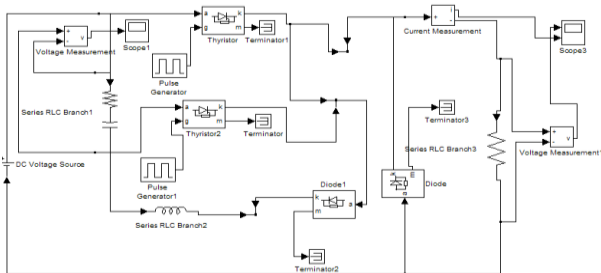 a
k
g
m
Thyristor
Terminator1
+
-
v
Voltage Measurement
Scope1
+
-
i
Current Measurement
Scope3
Pulse
Generator
Series RLC Branch1
a
k
g
m
Thyristor2
Terminator
Terminator3
DC Voltage Source
Series RLC Branch3
+
-
v
Voltage Measurement1
Pulse
Generator1
Diode1
k
m
a
k
m
a
Diode
Series RLC Branch2
Terminator2